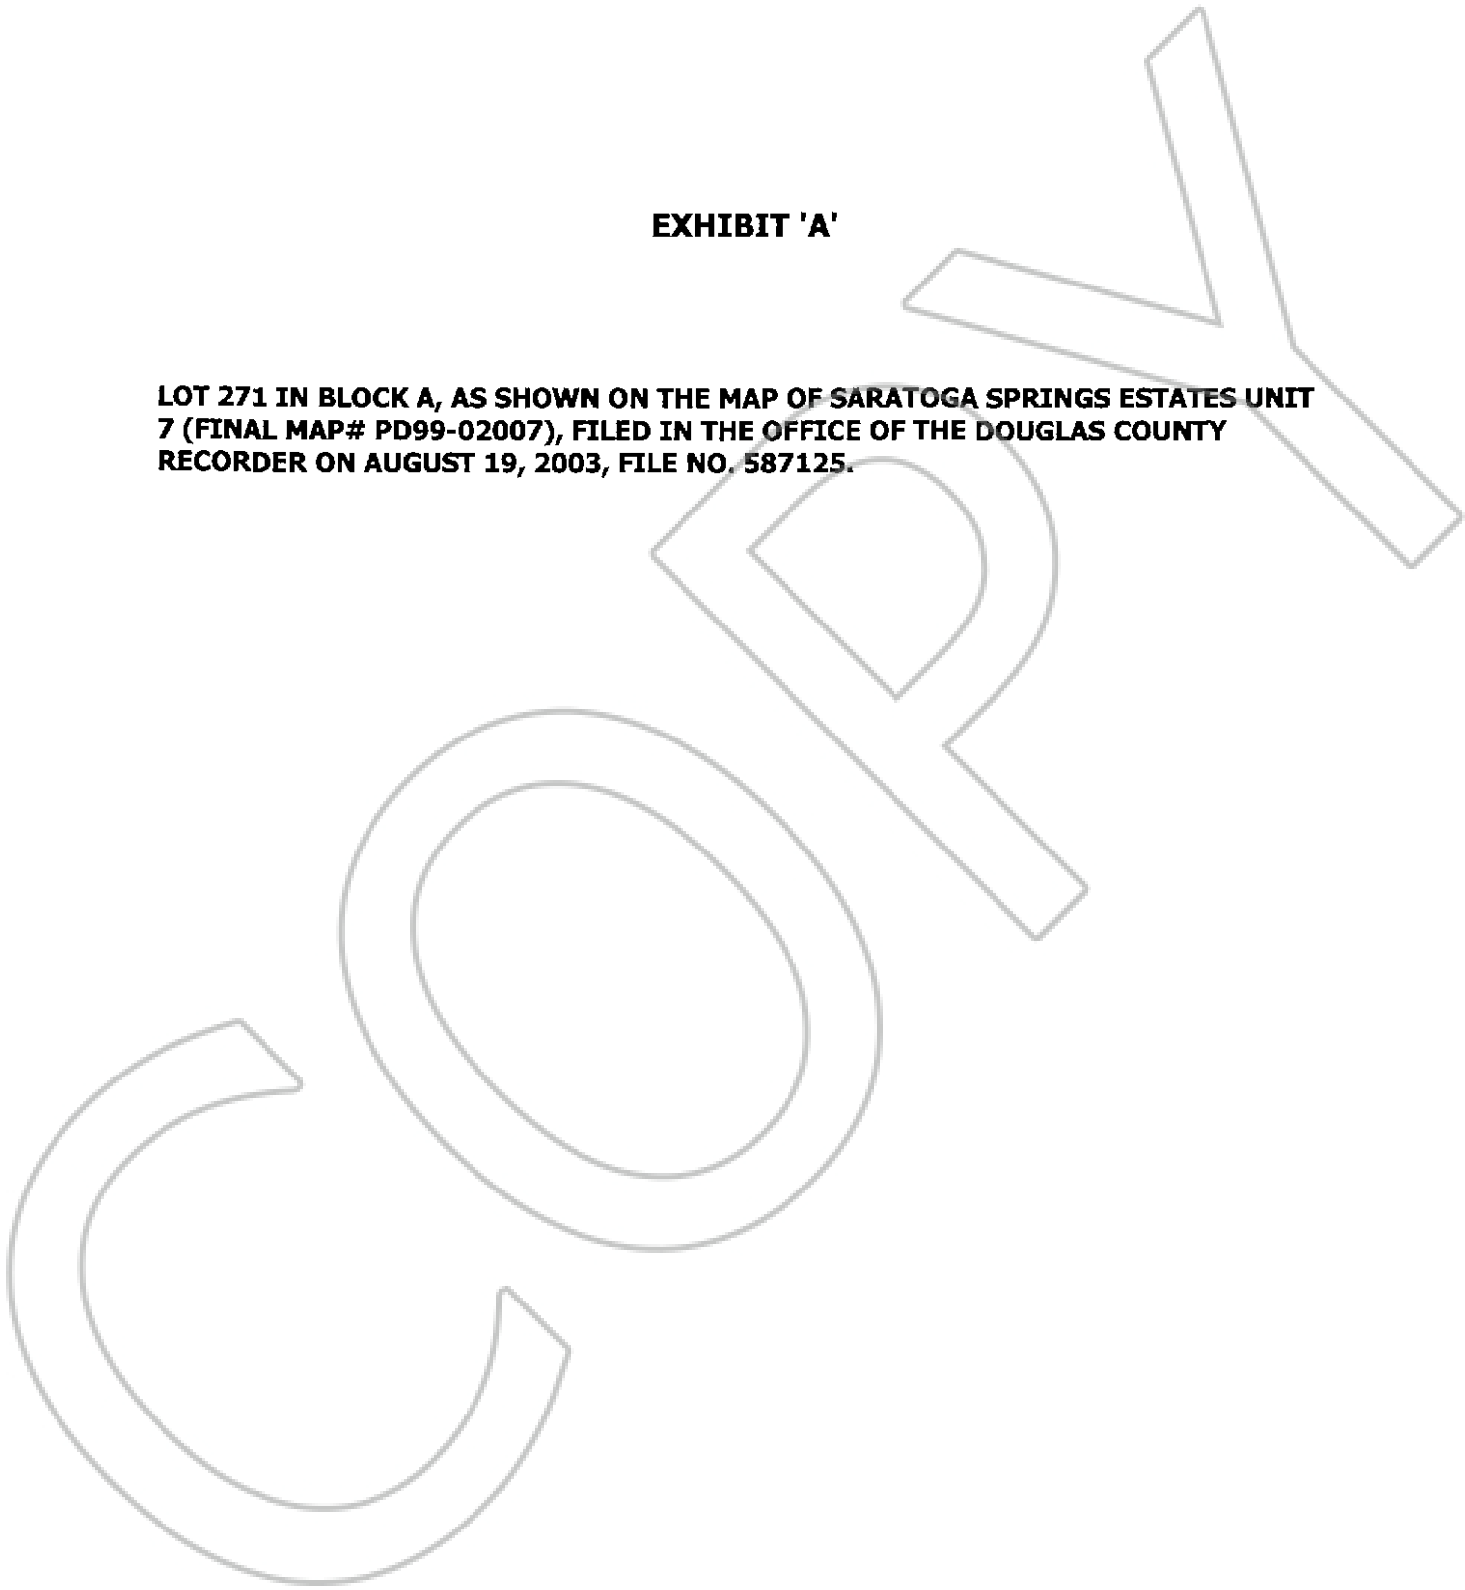 EXHIBIT 'A'
LOT 271 IN BLOCK A, AS SHOWN ON THE MAP OF SARATOGA SPRINGS ESTATES UNIT
7 (FINAL MAP# PD99-02007), FILED IN THE OFFICE OF THE DOUGLAS COUNTY
RECORDER ON AUGUST 19, 2003, FILE NO. 587125.
COPY